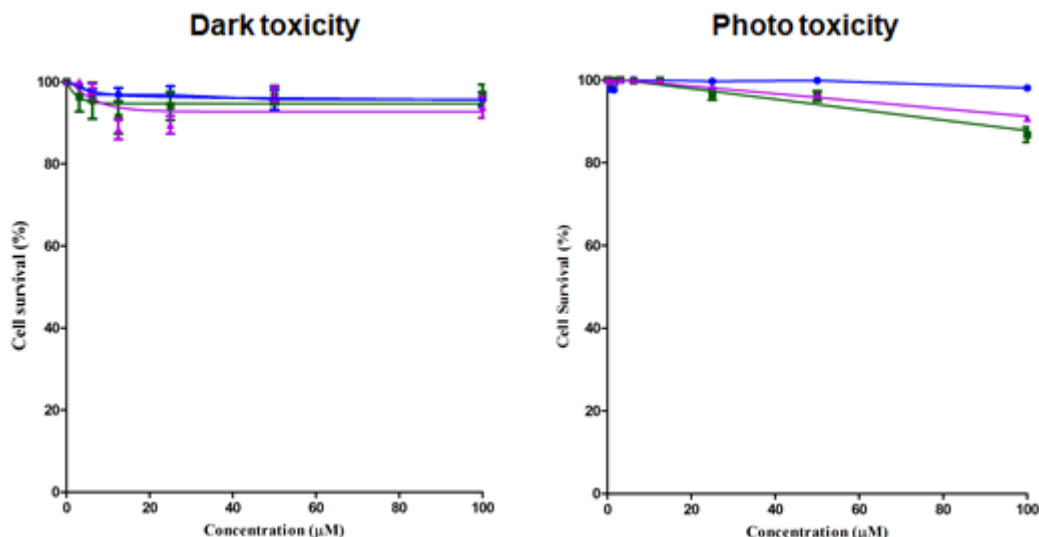 Dark toxicity
Photo toxicity
100
80
60
40
20
0
Cell survival (%)
0 20 40 60 80 100
Concentration (µM)
100
80
60
40
20
0
Cell Survival (%)
0 20 40 60 80 100
Concentration (µM)